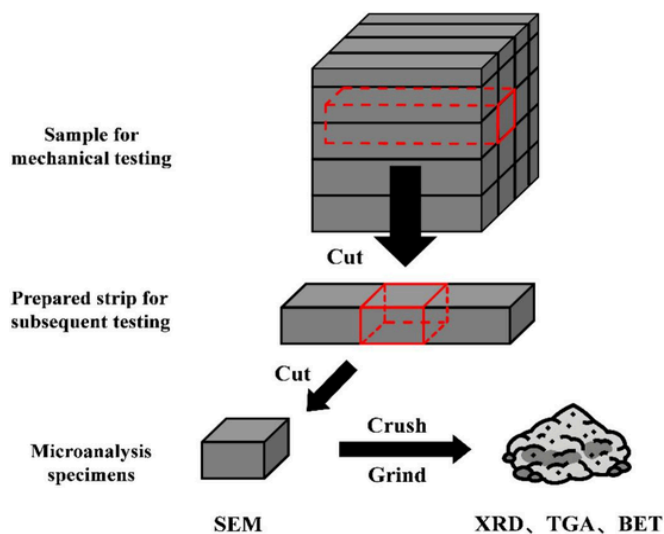 Sample for
mechanical testing
Cut
Prepared strip for
subsequent testing
Cut
Microanalysis
specimens
Crush
Grind
SEM
XRD、TGA、BET